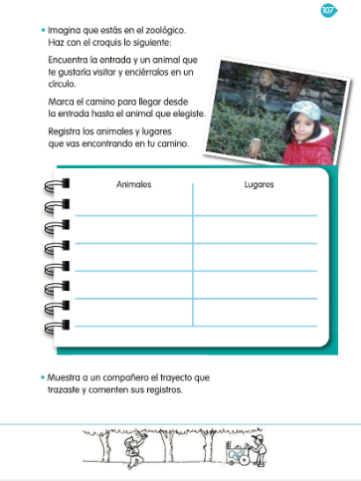 107
• Imagina que estás en el zoológico.
Haz con el croquis lo siguiente:
Encuentra la entrada y un animal que
te gustaría visitar y enciérralos en un
círculo.
Marca el camino para llegar desde
la entrada hasta el animal que elegiste.
Registra los animales y lugares
que vas encontrando en tu camino.
Animales
Lugares
• Muestra a un compañero el trayecto que
trazaste y comenten sus registros.